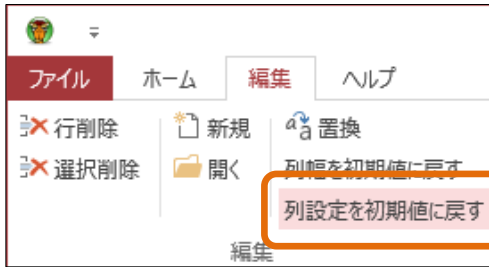 ファイル ホーム 編集 ヘルプ
行削除 新規 置換
選択削除 開く 列幅を初期値に戻す
列設定を初期値に戻す
編集